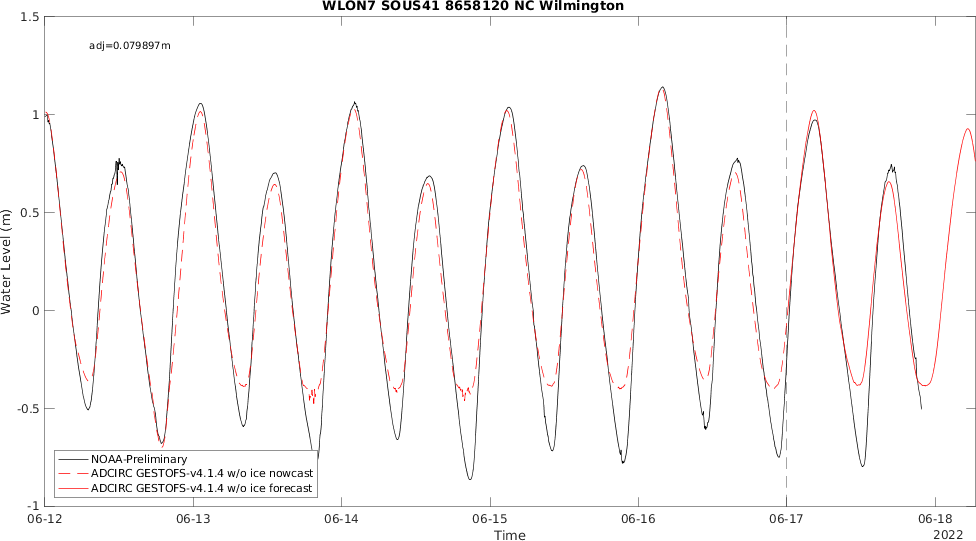 WLON7 SOUS41 8658120 NC Wilmington
adj=0.079897m
1.5
1
0.5
0
-0.5
-1
Water Level (m)
NOAA-Preliminary
ADCIRC GESTOFS-v4.1.4 w/o ice nowcast
ADCIRC GESTOFS-v4.1.4 w/o ice forecast
06-12 06-13 06-14 06-15 06-16 06-17 06-18
Time
2022